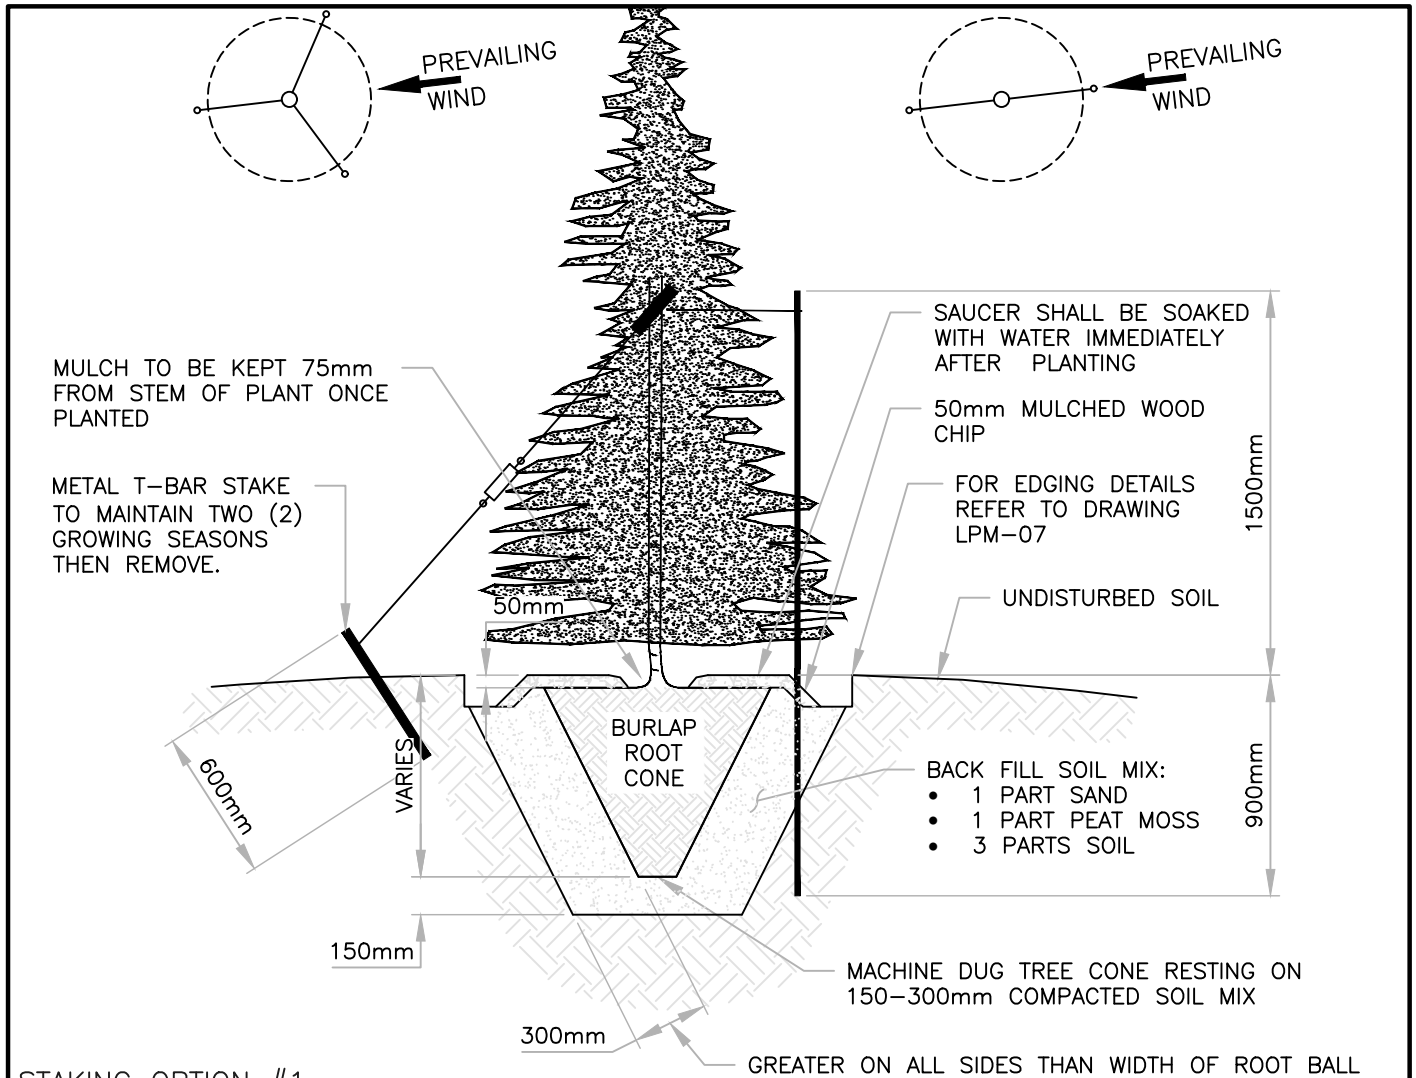 PREVAILING
WIND
PREVAILING
WIND
MULCH TO BE KEPT 75mm
FROM STEM OF PLANT ONCE
PLANTED
METAL T-BAR STAKE
TO MAINTAIN TWO (2)
GROWING SEASONS
THEN REMOVE.
SAUCER SHALL BE SOAKED
WITH WATER IMMEDIATELY
AFTER PLANTING
50mm MULCHED WOOD
CHIP
FOR EDGING DETAILS
REFER TO DRAWING
LPM-07
UNDISTURBED SOIL
1500mm
50mm
BURLAP
ROOT
CONE
VARIES
600mm
BACK FILL SOIL MIX:
• 1 PART SAND
• 1 PART PEAT MOSS
• 3 PARTS SOIL
900mm
150mm
MACHINE DUG TREE CONE RESTING ON
150-300mm COMPACTED SOIL MIX
300mm
GREATER ON ALL SIDES THAN WIDTH OF ROOT BALL
STAKING OPTION #1